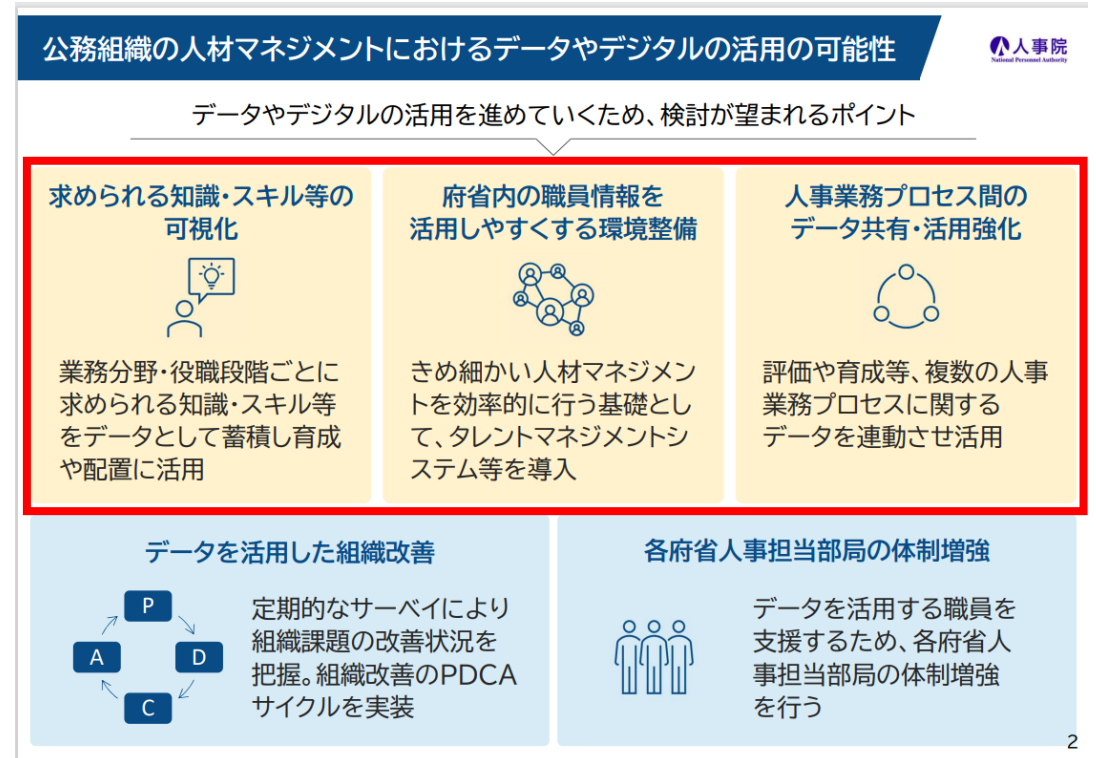 公務組織の人材マネジメントにおけるデータやデジタルの活用の可能性
人事院
National Personnel Authority
データやデジタルの活用を進めていくため、検討が望まれるポイント
求められる知識・スキル等の
可視化
業務分野・役職段階ごとに
求められる知識・スキル等
をデータとして蓄積し育成
や配置に活用
府省内の職員情報を
活用しやすくする環境整備
きめ細かい人材マネジメン
トを効率的に行う基礎とし
て、タレントマネジメントシ
ステム等を導入
人事業務プロセス間の
データ共有・活用強化
評価や育成等、複数の人事
業務プロセスに関する
データを連動させ活用
データを活用した組織改善
P
D
C
A
定期的なサーベイにより
組織課題の改善状況を
把握。組織改善のPDCA
サイクルを実装
各府省人事担当部局の体制増強
データを活用する職員を
支援するため、各府省人
事担当部局の体制増強
を行う
2